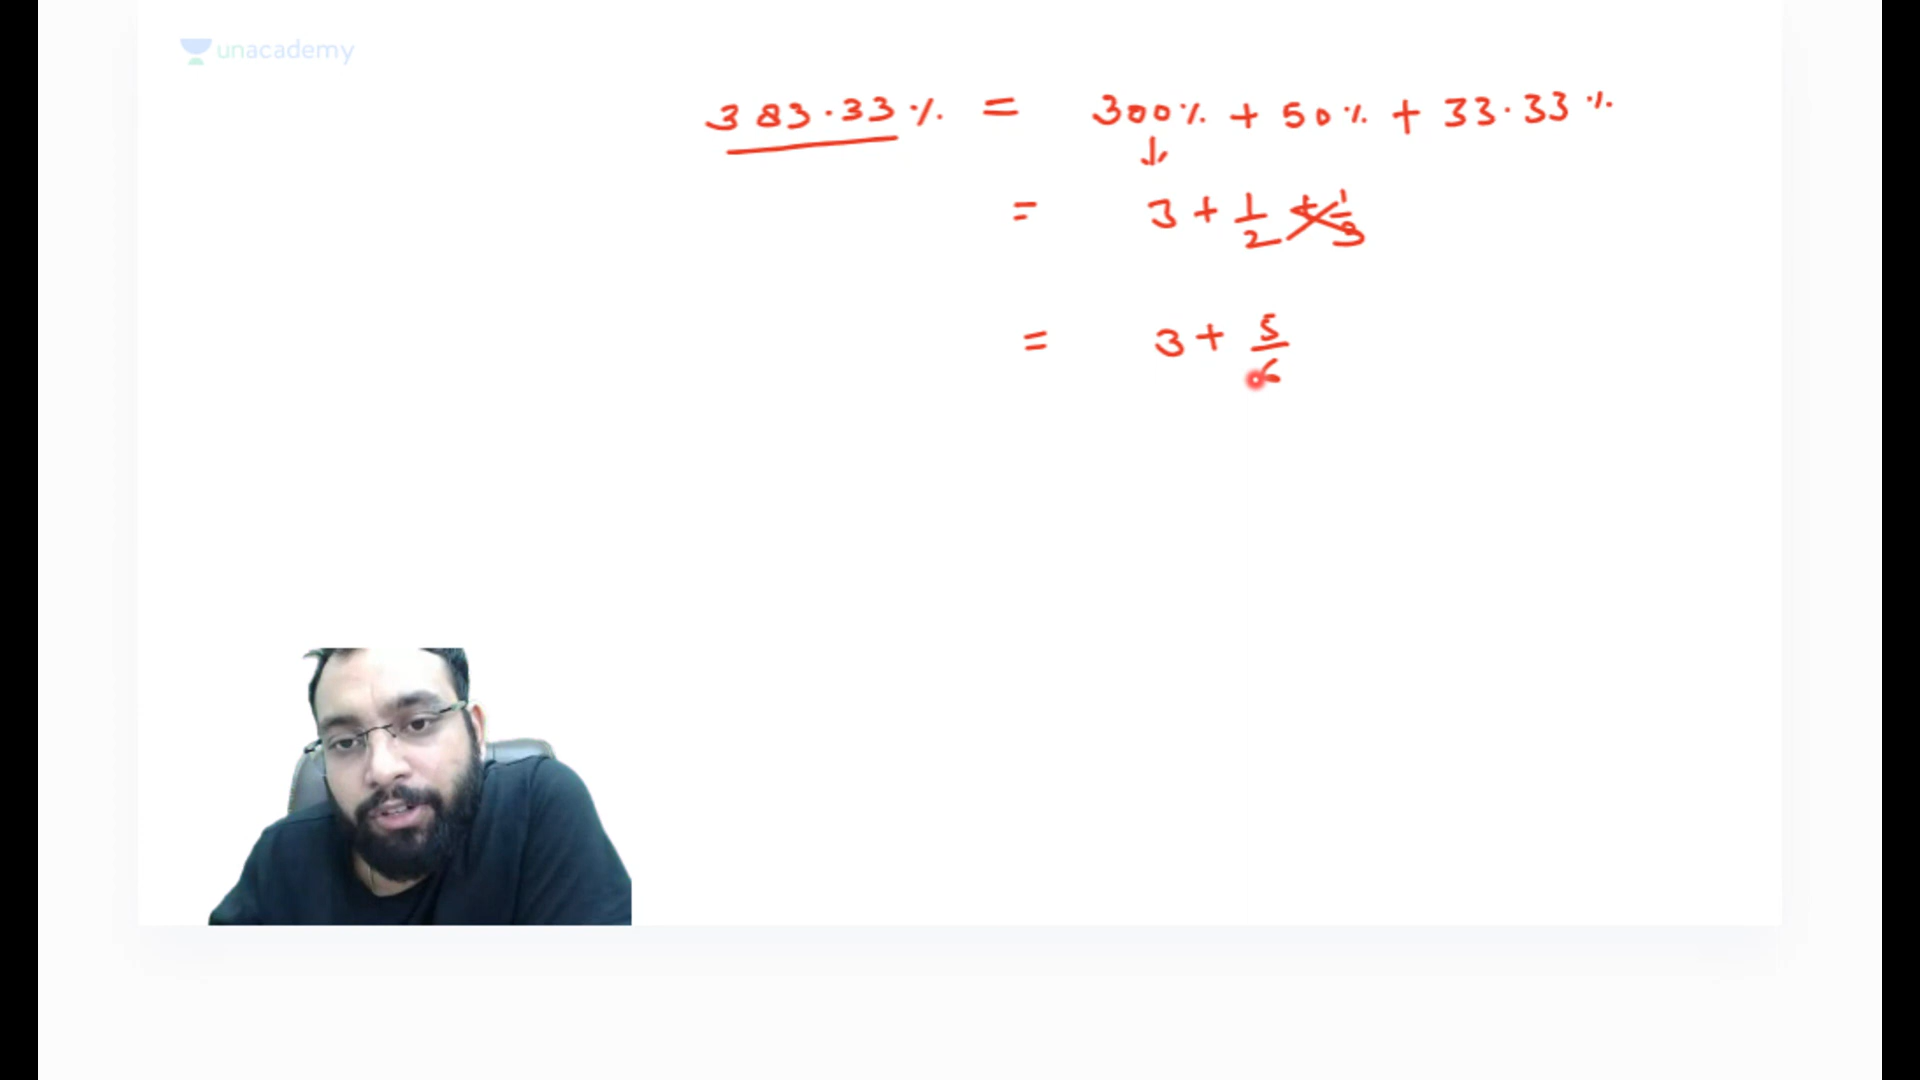 unacademy
383.33% = 300% + 50% + 33.33%
↓
= 3 + 1/2 + 1/3
= 3 + 5/6